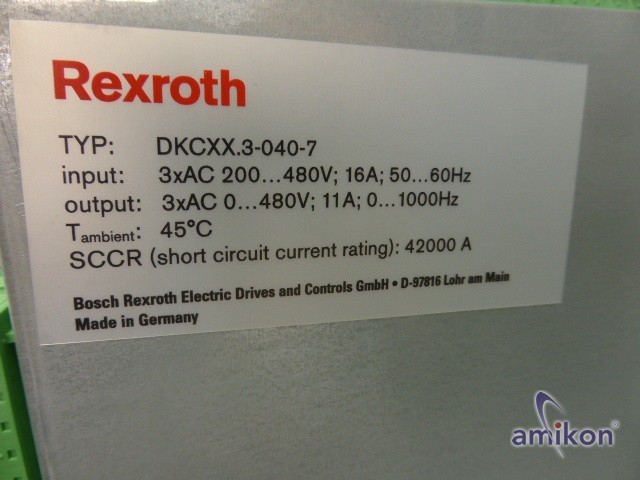 Rexroth
TYP: DKCXX.3-040-7
input: 3xAC 200...480V; 16A; 50...60Hz
output: 3xAC 0...480V; 11A; 0...1000Hz
Tambient: 45°C
SCCR (short circuit current rating): 42000 A
Bosch Rexroth Electric Drives and Controls GmbH • D-97816 Lohr am Main
Made in Germany
amikon®